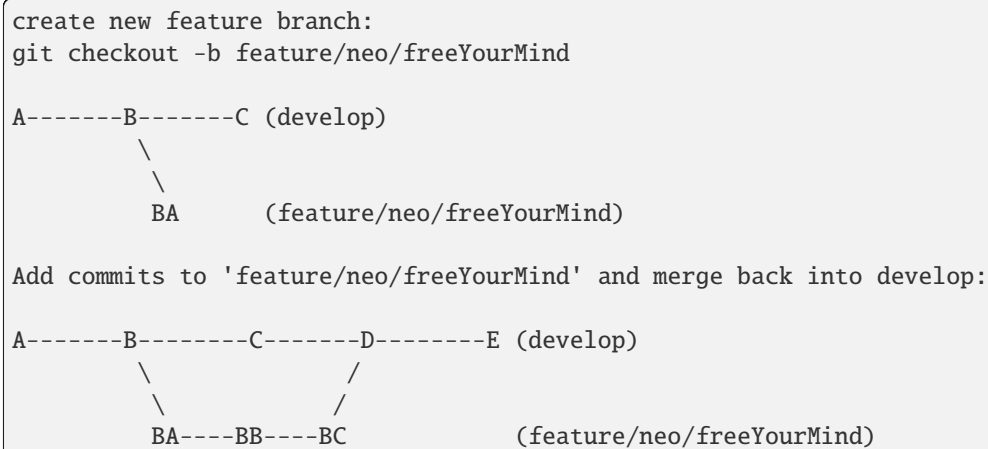 create new feature branch:
git checkout -b feature/neo/freeYourMind

A-------B-------C (develop)
         \
          \
          BA      (feature/neo/freeYourMind)

Add commits to 'feature/neo/freeYourMind' and merge back into develop:

A-------B--------C-------D--------E (develop)
         \              /
          \            /
          BA----BB----BC            (feature/neo/freeYourMind)